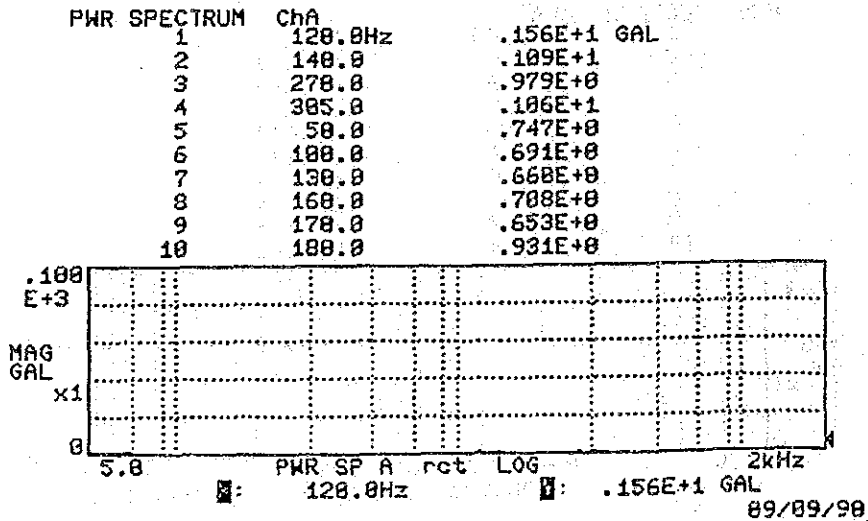 PWR SPECTRUM ChA
1 120.0Hz .156E+1 GAL
2 140.0 .109E+1
3 270.0 .979E+0
4 305.0 .106E+1
5 50.0 .747E+0
6 100.0 .691E+0
7 130.0 .660E+0
8 160.0 .708E+0
9 170.0 .653E+0
10 180.0 .931E+0
.100
E+3
MAG
GAL
x1
0
5.0 PWR SP A rct LOG 2kHz
X: 120.0Hz Y: .156E+1 GAL
09/09/90